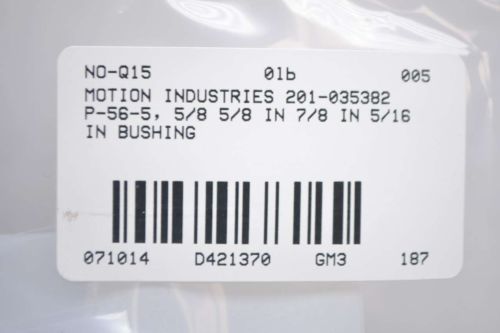 NO-Q15 01b 005
MOTION INDUSTRIES 201-035382
P-56-5, 5/8 5/8 IN 7/8 IN 5/16
IN BUSHING
071014 D421370 GM3 187